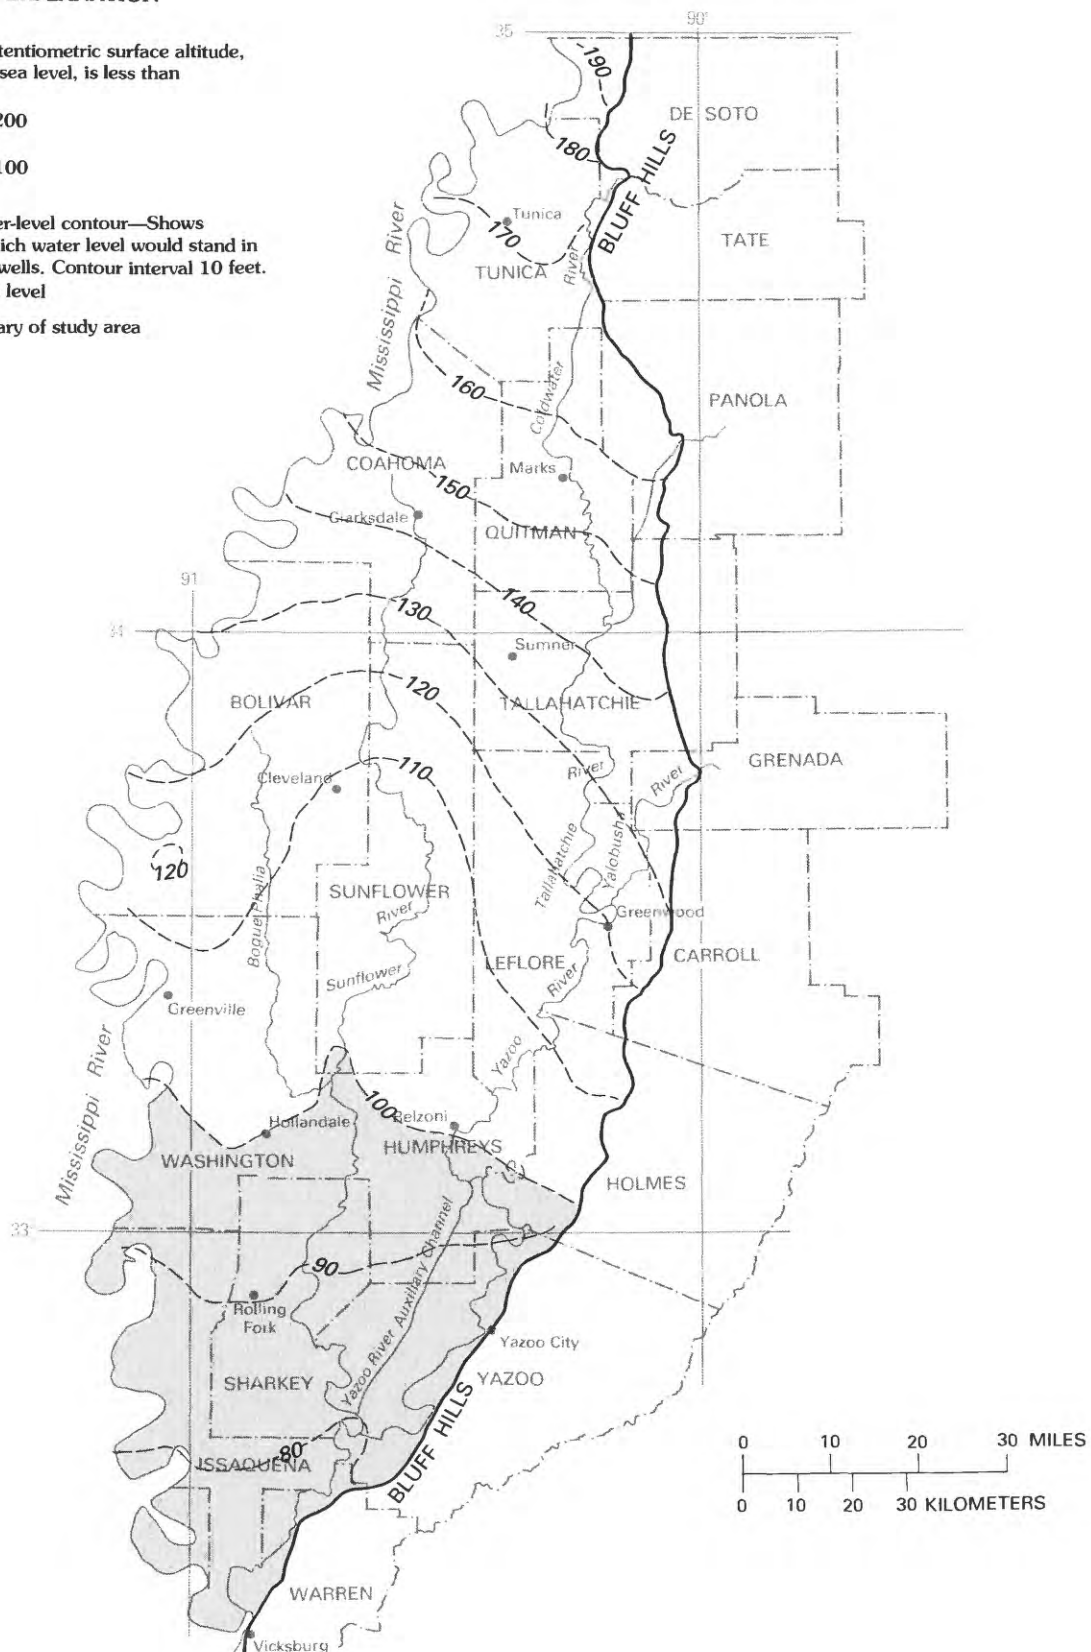 tentiometric surface altitude,
sea level, is less than
200
100
er-level contour—Shows
ich water level would stand in
wells. Contour interval 10 feet.
level
ary of study area
35
90°
190
DE SOTO
180
BLUFF HILLS
Tunica
170
TATE
TUNICA
River
Mississippi River
160
Coldwater
PANOLA
COAHOMA
150
Marks
Clarksdale
QUITMAN
91
140
130
34
Sumner
120
BOLIVAR
TALLAHATCHIE
110
River
River
GRENADA
Cleveland
120
Tallahatchie
Yalobusha
Bogue Phalia
SUNFLOWER
River
Greenwood
LEFLORE
River
CARROLL
Sunflower
Greenville
Yazoo
Mississippi River
100
Belzoni
Hollandale
HUMPHREYS
WASHINGTON
HOLMES
33°
90
Yazoo River Auxiliary Channel
Rolling
Fork
Yazoo City
SHARKEY
YAZOO
BLUFF HILLS
80
ISSAQUENA
0 10 20 30 MILES
0 10 20 30 KILOMETERS
WARREN
Vicksburg